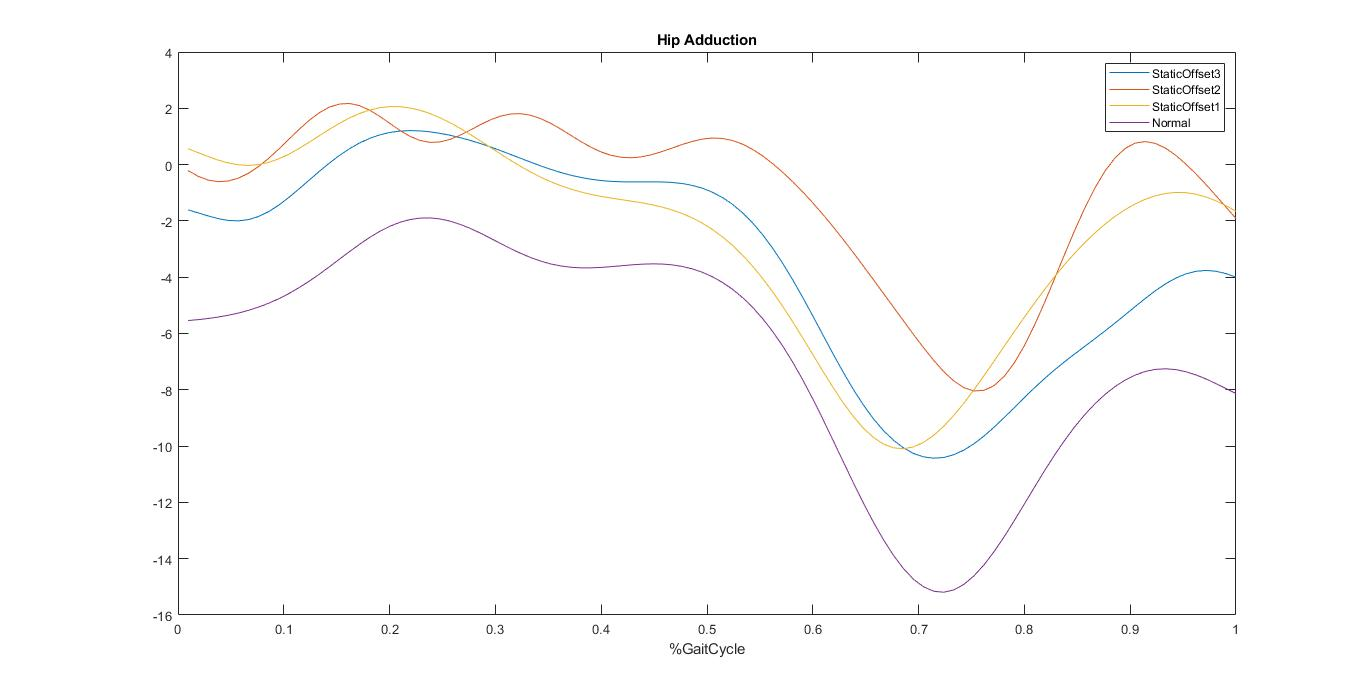 Hip Adduction
4
2
0
-2
-4
-6
-8
-10
-12
-14
-16
StaticOffset3
StaticOffset2
StaticOffset1
Normal
0 0.1 0.2 0.3 0.4 0.5 0.6 0.7 0.8 0.9 1
%GaitCycle